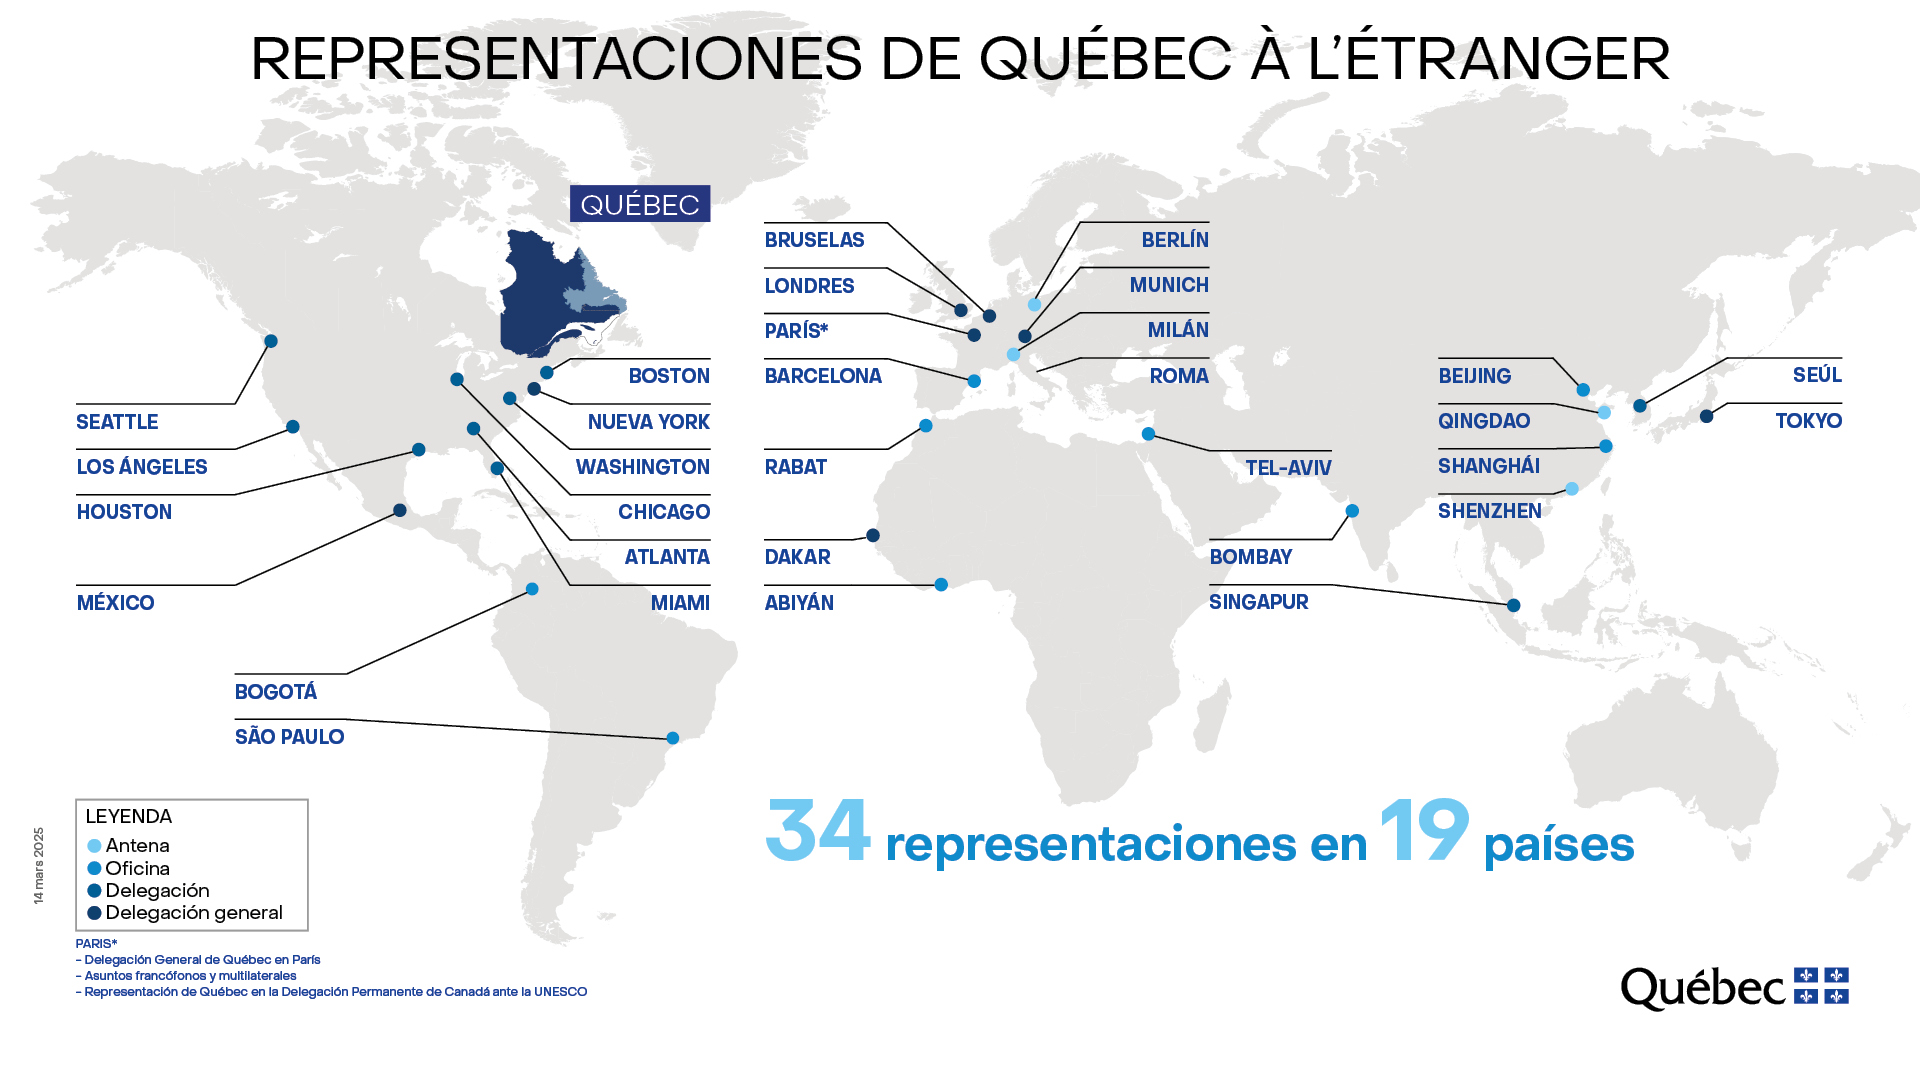 REPRESENTACIONES DE QUÉBEC À L'ÉTRANGER
QUÉBEC
SEATTLE
LOS ÁNGELES
HOUSTON
MÉXICO
BOGOTÁ
SÃO PAULO
BOSTON
NUEVA YORK
WASHINGTON
CHICAGO
ATLANTA
MIAMI
BRUSELAS
LONDRES
PARÍS*
BARCELONA
RABAT
DAKAR
ABIYÁN
BERLÍN
MUNICH
MILÁN
ROMA
TEL-AVIV
BOMBAY
SINGAPUR
BEIJING
QINGDAO
SHANGHÁI
SHENZHEN
SEÚL
TOKYO
34 representaciones en 19 países
LEYENDA
Antena
Oficina
Delegación
Delegación general
14 mars 2025
PARIS*
- Delegación General de Québec en París
- Asuntos francófonos y multilaterales
- Representación de Québec en la Delegación Permanente de Canadá ante la UNESCO
Québec